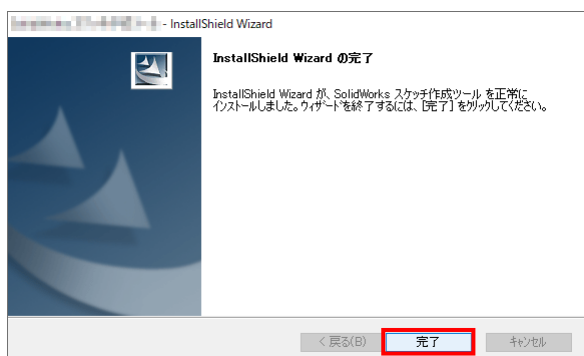 - InstallShield Wizard
InstallShield Wizard の完了
InstallShield Wizard が、SolidWorks スケッチ作成ツール を正常に
インストールしました。ウィザードを終了するには、[完了] をクリックしてください。
< 戻る(B)
完了
キャンセル